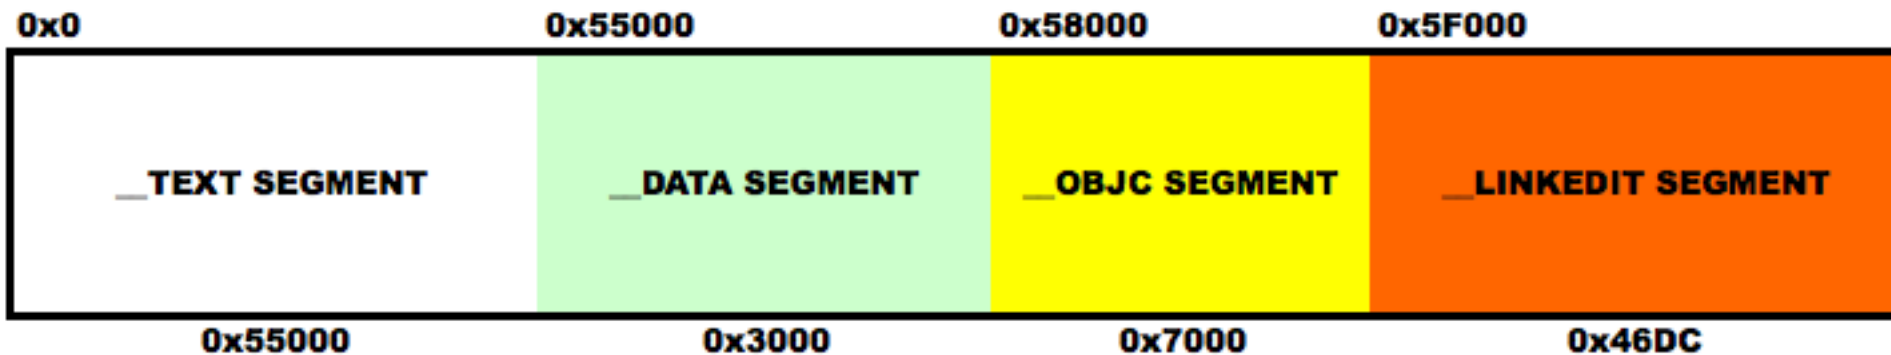 0x0 0x55000 0x58000 0x5F000
__TEXT SEGMENT __DATA SEGMENT __OBJC SEGMENT __LINKEDIT SEGMENT
0x55000 0x3000 0x7000 0x46DC